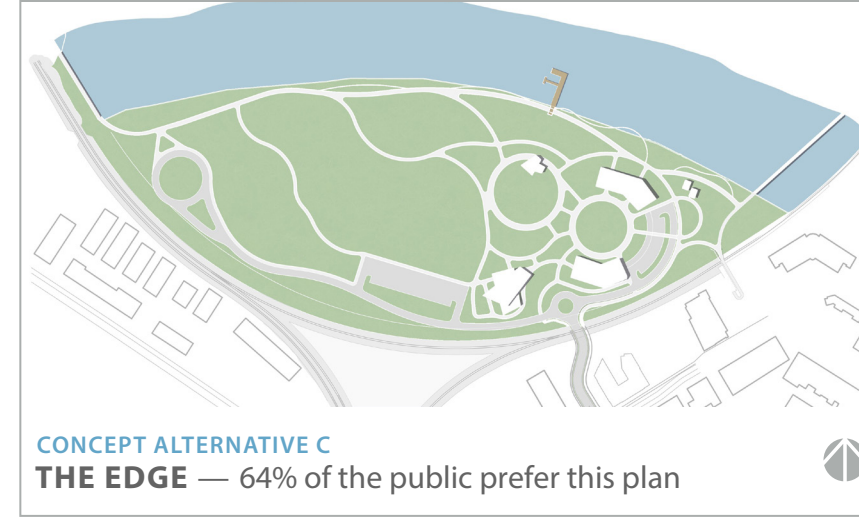 CONCEPT ALTERNATIVE C
THE EDGE — 64% of the public prefer this plan